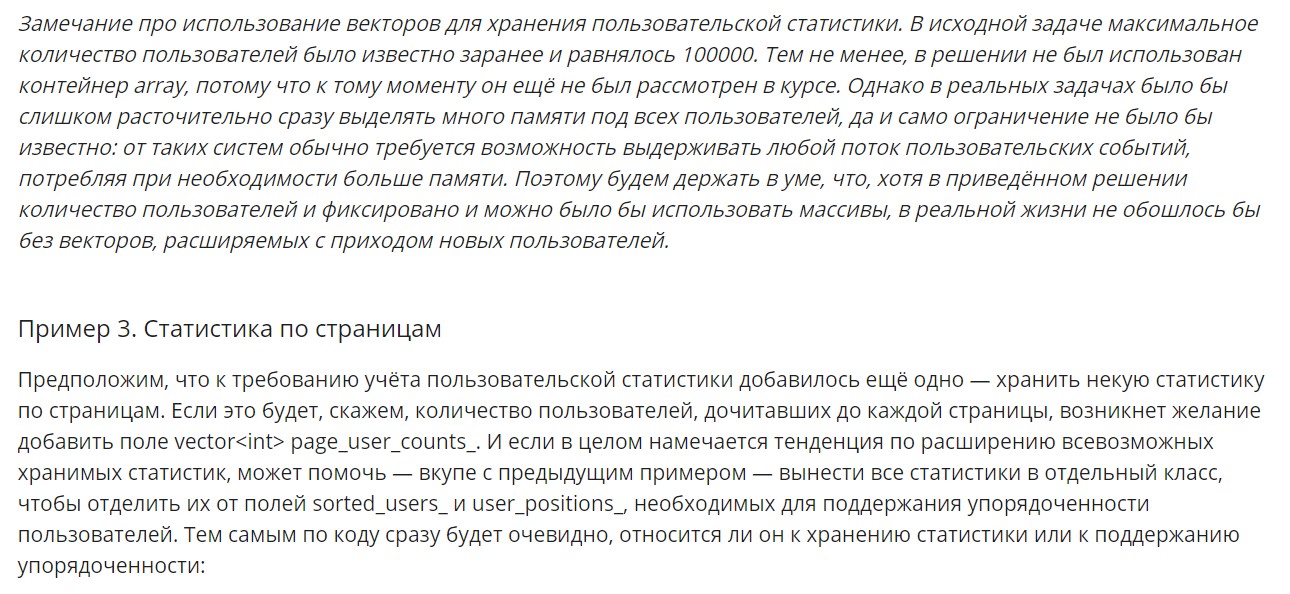 Замечание про использование векторов для хранения пользовательской статистики. В исходной задаче максимальное
количество пользователей было известно заранее и равнялось 100000. Тем не менее, в решении не был использован
контейнер array, потому что к тому моменту он ещё не был рассмотрен в курсе. Однако в реальных задачах было бы
слишком расточительно сразу выделять много памяти под всех пользователей, да и само ограничение не было бы
известно: от таких систем обычно требуется возможность выдерживать любой поток пользовательских событий,
потребляя при необходимости больше памяти. Поэтому будем держать в уме, что, хотя в приведённом решении
количество пользователей и фиксировано и можно было бы использовать массивы, в реальной жизни не обошлось бы
без векторов, расширяемых с приходом новых пользователей.
Пример 3. Статистика по страницам
Предположим, что к требованию учёта пользовательской статистики добавилось ещё одно — хранить некую статистику
по страницам. Если это будет, скажем, количество пользователей, дочитавших до каждой страницы, возникнет желание
добавить поле vector<int> page_user_counts_. И если в целом намечается тенденция по расширению всевозможных
хранимых статистик, может помочь — вкупе с предыдущим примером — вынести все статистики в отдельный класс,
чтобы отделить их от полей sorted_users_ и user_positions_, необходимых для поддержания упорядоченности
пользователей. Тем самым по коду сразу будет очевидно, относится ли он к хранению статистики или к поддержанию
упорядоченности: